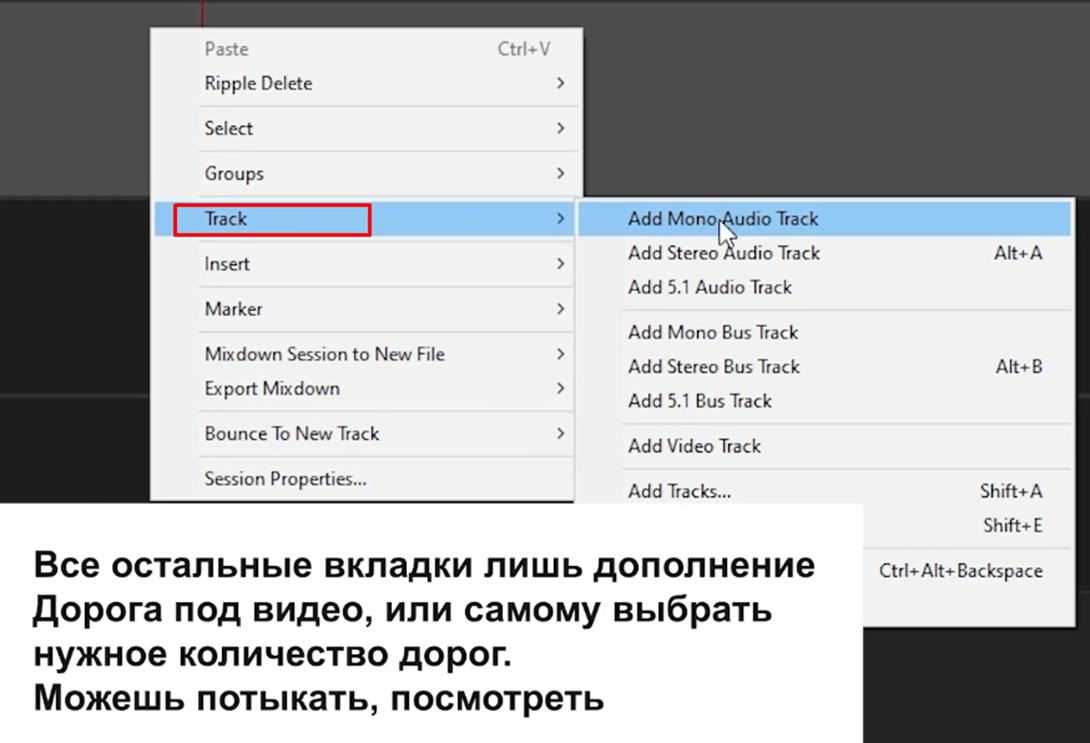 Paste Ctrl+V
Ripple Delete
Select
Groups
Track
Insert
Marker
Mixdown Session to New File
Export Mixdown
Bounce To New Track
Session Properties...
Add Mono Audio Track
Add Stereo Audio Track Alt+A
Add 5.1 Audio Track
Add Mono Bus Track
Add Stereo Bus Track Alt+B
Add 5.1 Bus Track
Add Video Track
Add Tracks... Shift+A
Shift+E
Ctrl+Alt+Backspace
Все остальные вкладки лишь дополнение
Дорога под видео, или самому выбрать
нужное количество дорог.
Можешь потыкать, посмотреть